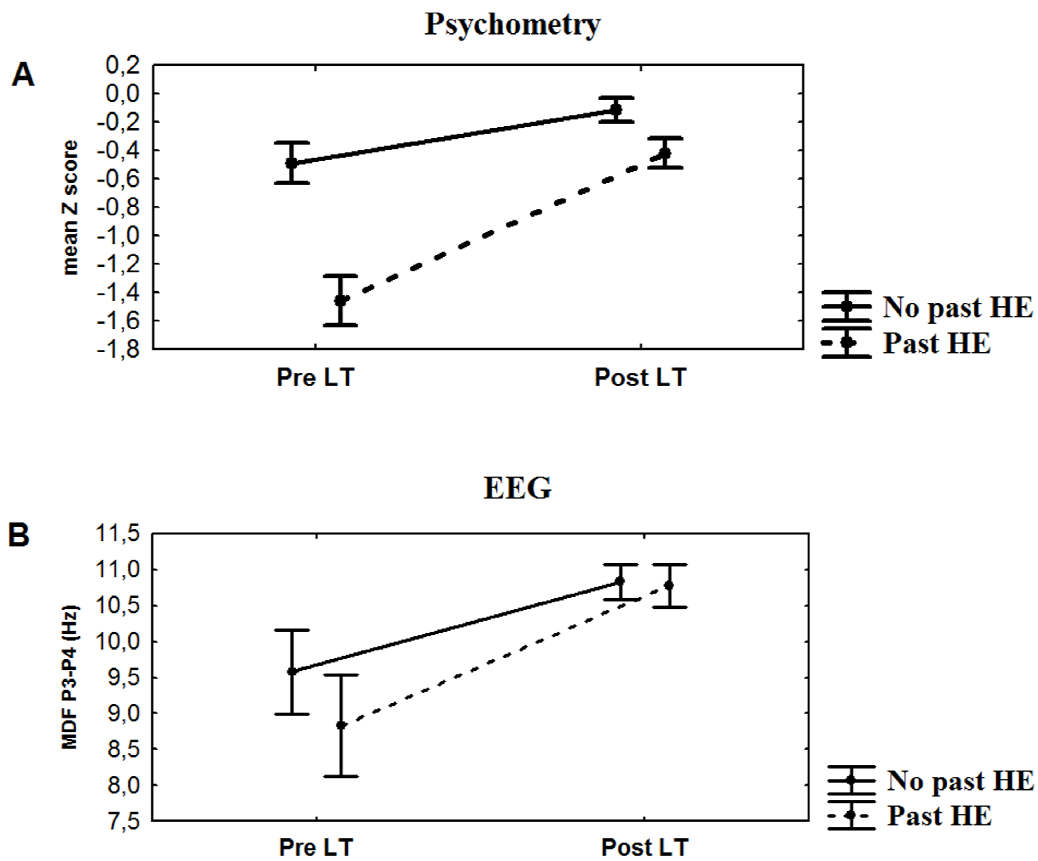 Psychometry
A
0,2
0,0
-0,2
-0,4
-0,6
-0,8
-1,0
-1,2
-1,4
-1,6
-1,8
mean Z score
Pre LT
Post LT
No past HE
Past HE
EEG
B
11,5
11,0
10,5
10,0
9,5
9,0
8,5
8,0
7,5
MDF P3-P4 (Hz)
Pre LT
Post LT
No past HE
Past HE